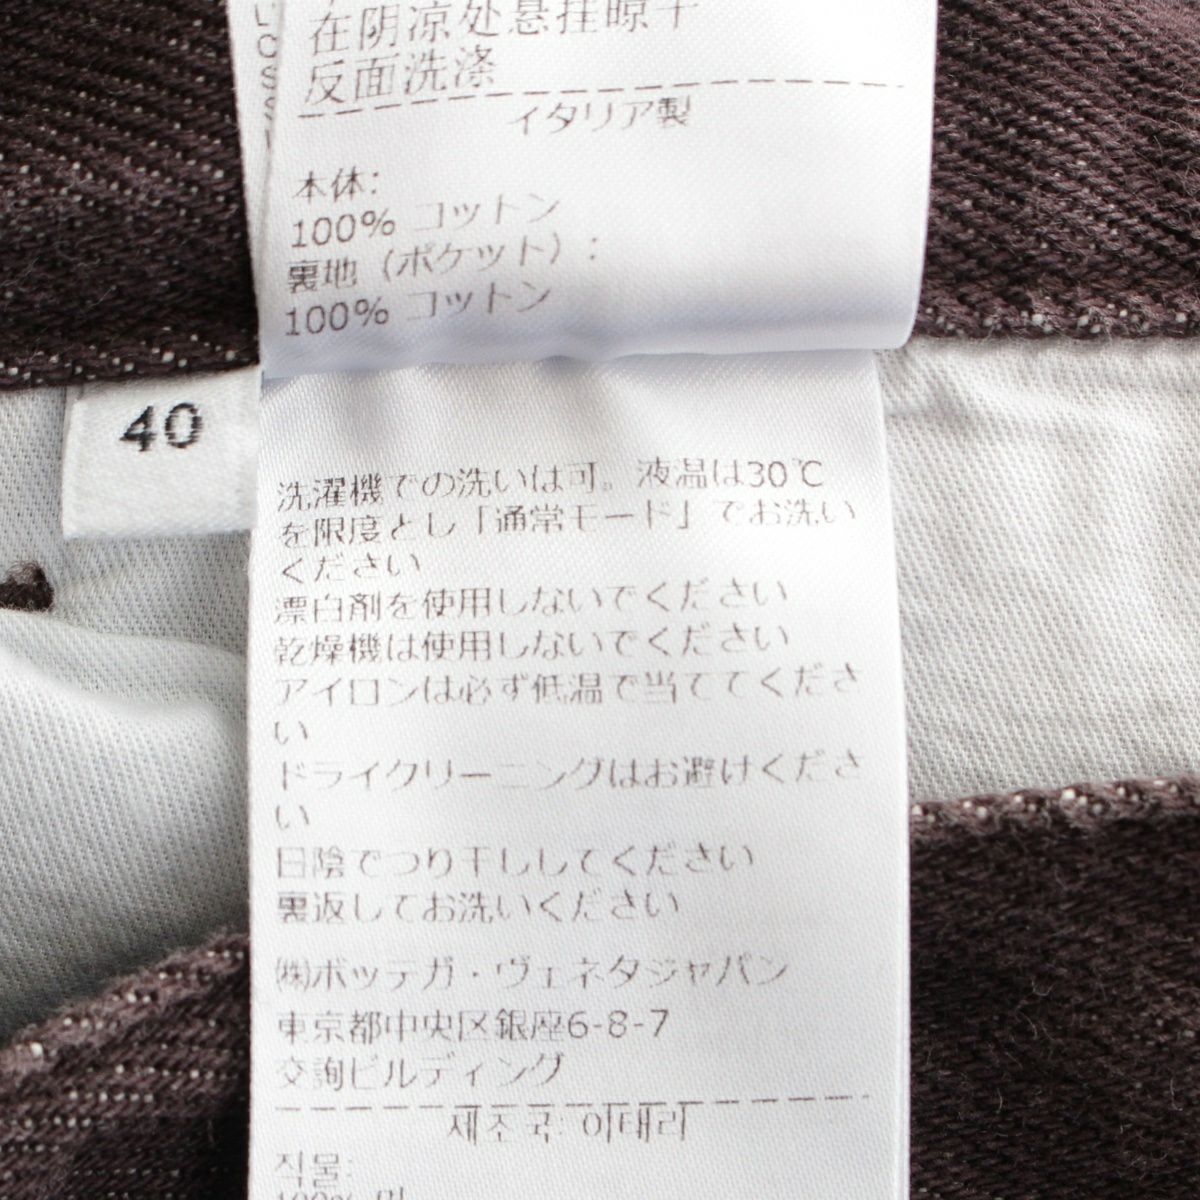 在阴凉处悬挂晾干
反面洗涤
イタリア製
本体:
100% コットン
裏地（ポケット）:
100% コットン
40
洗濯機での洗いは可。液温は30℃
を限度とし「通常モード」でお洗い
ください
漂白剤を使用しないでください
乾燥機は使用しないでください
アイロンは必ず低温で当ててくださ
い
ドライクリーニングはお避けくださ
い
日陰でつり干ししてください
裏返してお洗いください
㈱ボッテガ・ヴェネタジャパン
東京都中央区銀座6-8-7
交詢ビルディング
제조국: 이태리
직물:
100% 면